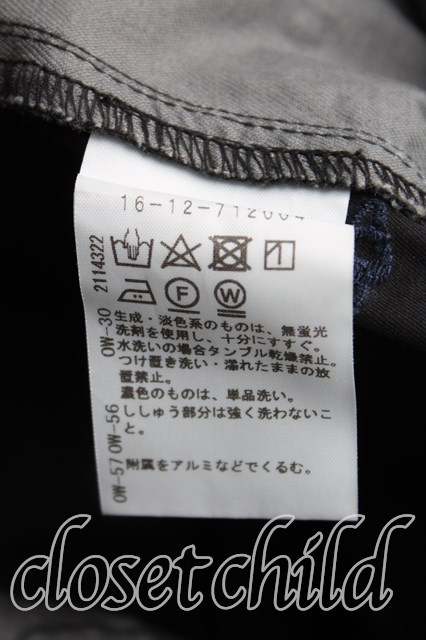 16-12-712004
2114322
OW-30
生成・淡色系のものは、無蛍光
洗剤を使用し、十分にすすぐ。
水洗いの場合タンブル乾燥禁止。
つけ置き洗い・濡れたままの放
置禁止。
濃色のものは、単品洗い。
OW-56
ししゅう部分は強く洗わないこ
と。
OW-57
附属をアルミなどでくるむ。
F
W
closet child